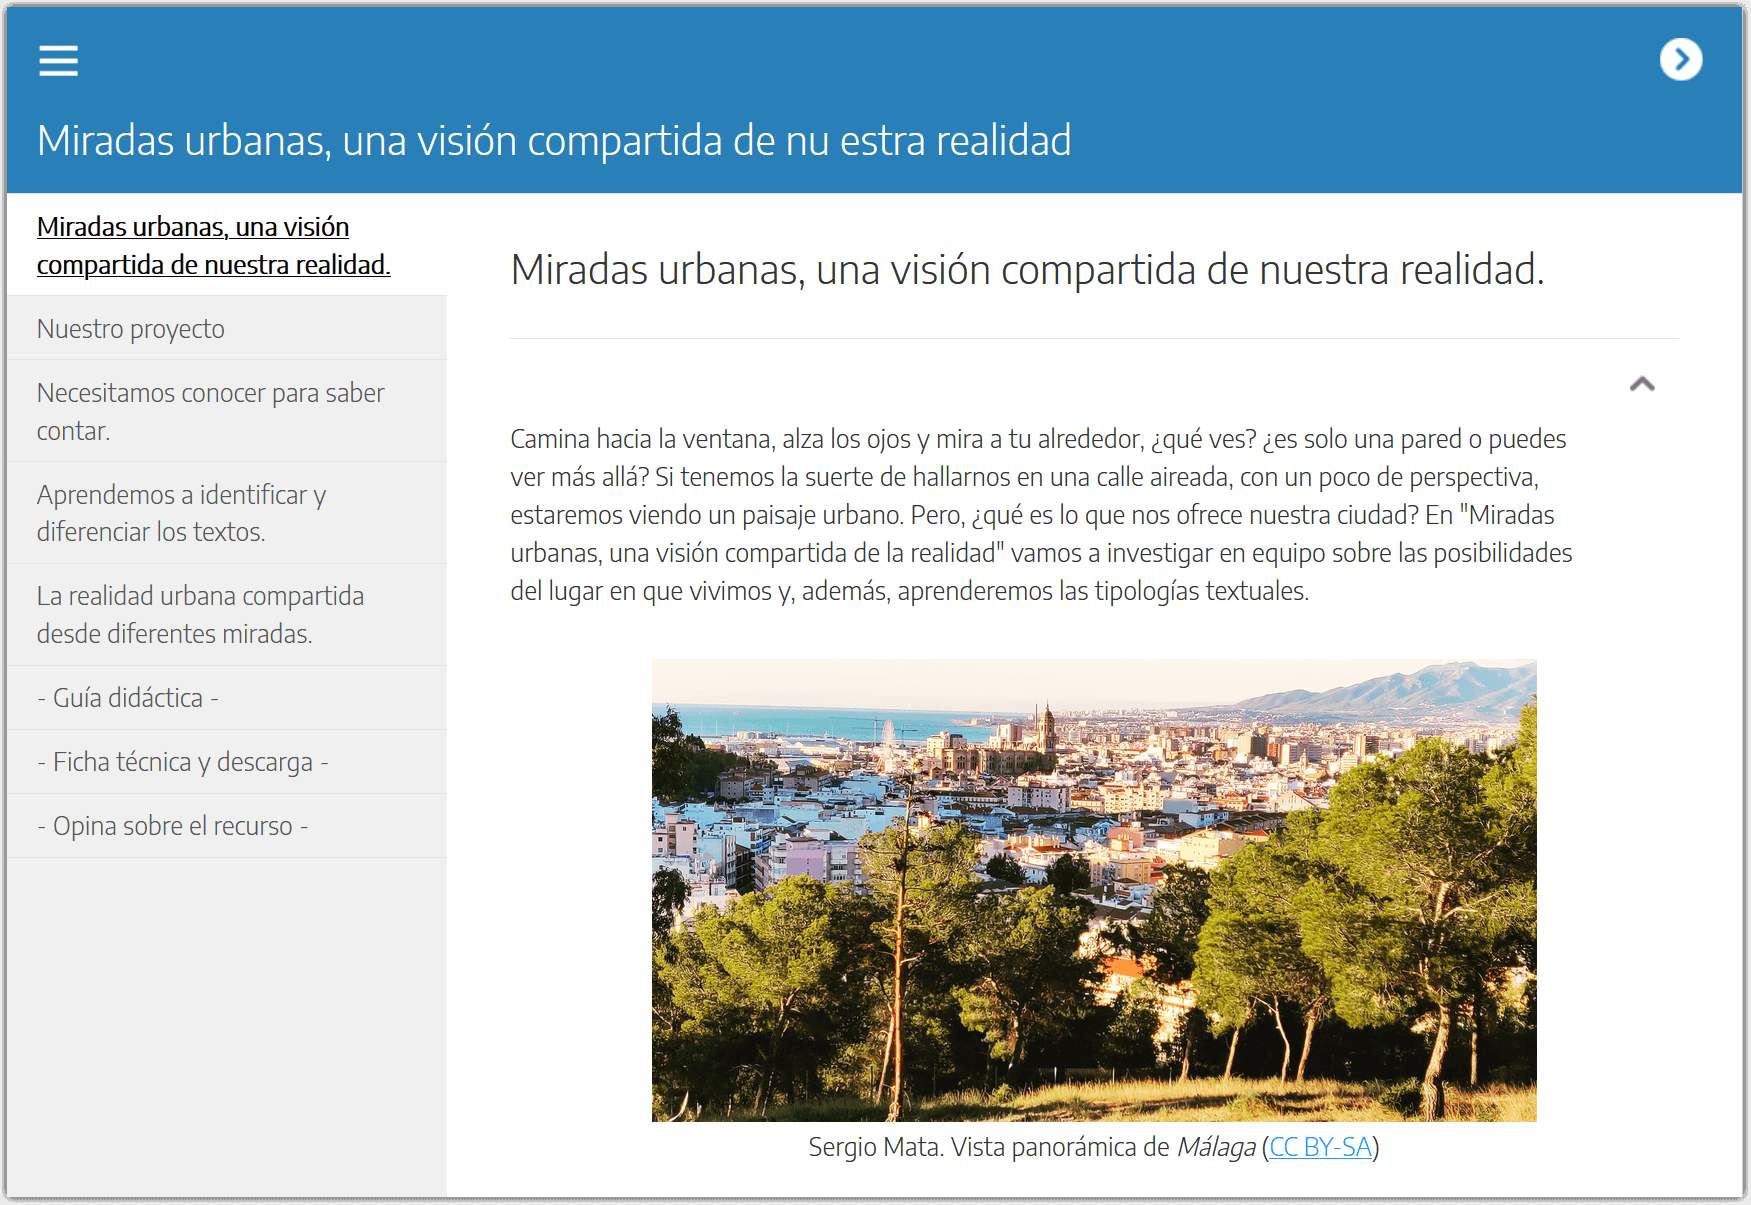 Miradas urbanas, una visión compartida de nu estra realidad
Miradas urbanas, una visión
compartida de nuestra realidad.
Nuestro proyecto
Necesitamos conocer para saber
contar.
Aprendemos a identificar y
diferenciar los textos.
La realidad urbana compartida
desde diferentes miradas.
- Guía didáctica -
- Ficha técnica y descarga -
- Opina sobre el recurso -
Miradas urbanas, una visión compartida de nuestra realidad.
Camina hacia la ventana, alza los ojos y mira a tu alrededor, ¿qué ves? ¿es solo una pared o puedes
ver más allá? Si tenemos la suerte de hallarnos en una calle aireada, con un poco de perspectiva,
estaremos viendo un paisaje urbano. Pero, ¿qué es lo que nos ofrece nuestra ciudad? En "Miradas
urbanas, una visión compartida de la realidad" vamos a investigar en equipo sobre las posibilidades
del lugar en que vivimos y, además, aprenderemos las tipologías textuales.
Sergio Mata. Vista panorámica de Málaga (CC BY-SA)